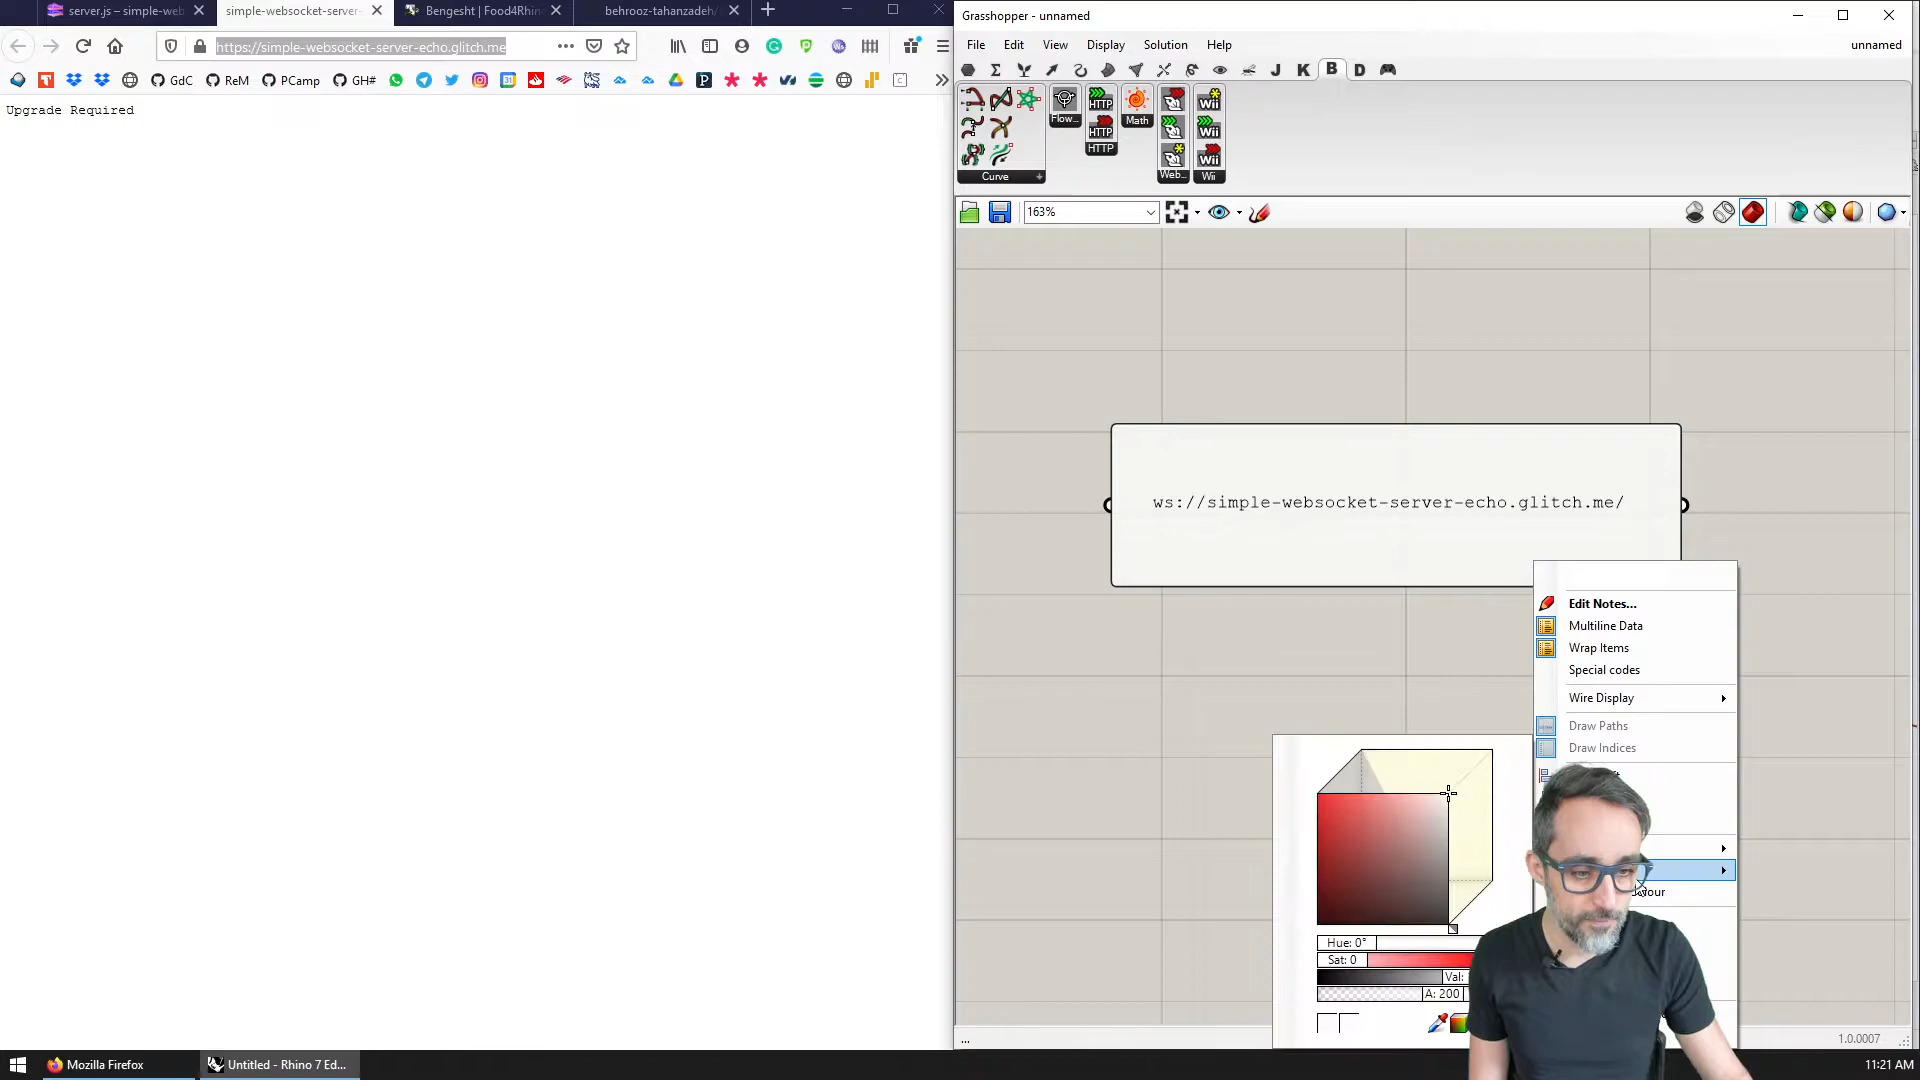 server.js – simple-web
simple-websocket-server-
Bengesht | Food4Rhin
behrooz-tahanzadeh/
https://simple-websocket-server-echo.glitch.me
GdC
ReM
PCamp
GH#
Upgrade Required
Grasshopper - unnamed
File Edit View Display Solution Help
unnamed
J K B D
Curve
Flow...
HTTP
HTTP
HTTP
Math
Web...
Wii
Wii
Wii
Wii
163%
ws://simple-websocket-server-echo.glitch.me/
Edit Notes...
Multiline Data
Wrap Items
Special codes
Wire Display
Draw Paths
Draw Indices
Hue: 0°
Sat: 0
Val:
A: 200
...
1.0.0007
Mozilla Firefox
Untitled - Rhino 7 Ed...
11:21 AM